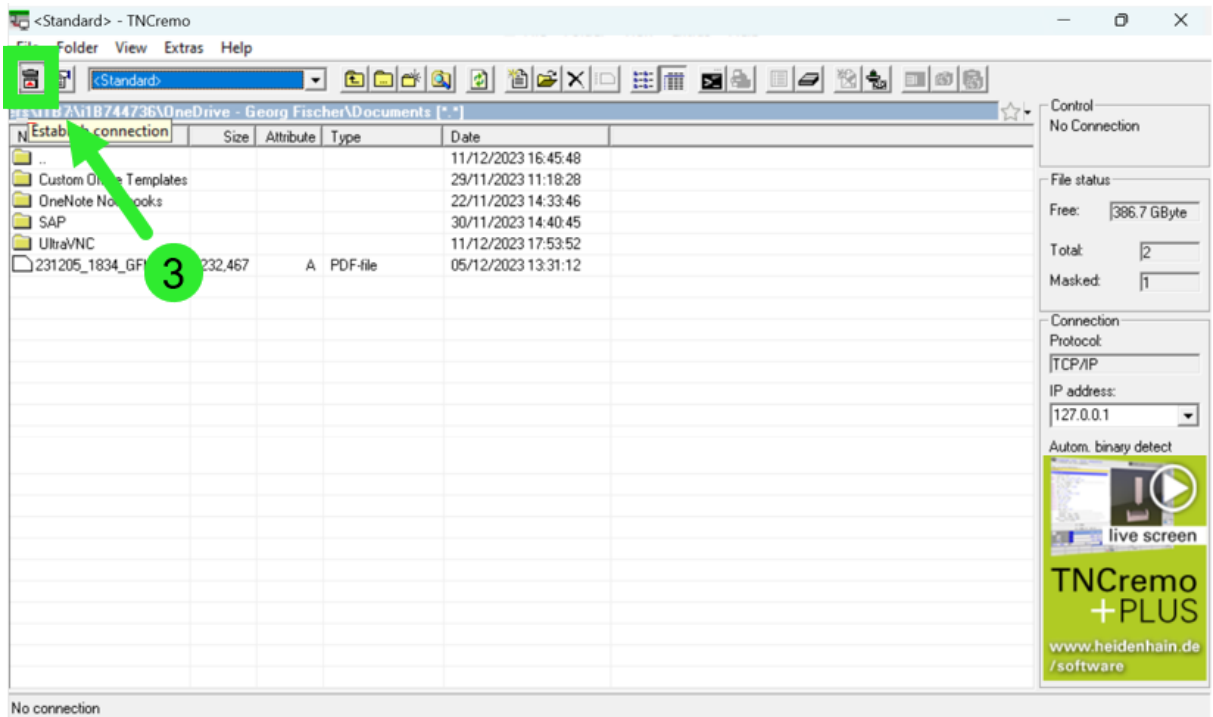 <Standard> - TNCremo
File Folder View Extras Help
<Standard>
OneDrive - Georg Fischer\Documents [*.*]
Establish connection
Size Attribute Type Date
.. 11/12/2023 16:45:48
Custom Templates 29/11/2023 11:18:28
OneNote 22/11/2023 14:33:46
SAP 30/11/2023 14:40:45
UltraVNC 11/12/2023 17:53:52
231205_1834_GF 232,467 A PDF-file 05/12/2023 13:31:12
3
Control
No Connection
File status
Free: 386.7 GByte
Total: 2
Masked: 1
Connection
Protocol:
TCP/IP
IP address:
127.0.0.1
Autom. binary detect
live screen
TNCremo
+PLUS
www.heidenhain.de
/software
No connection